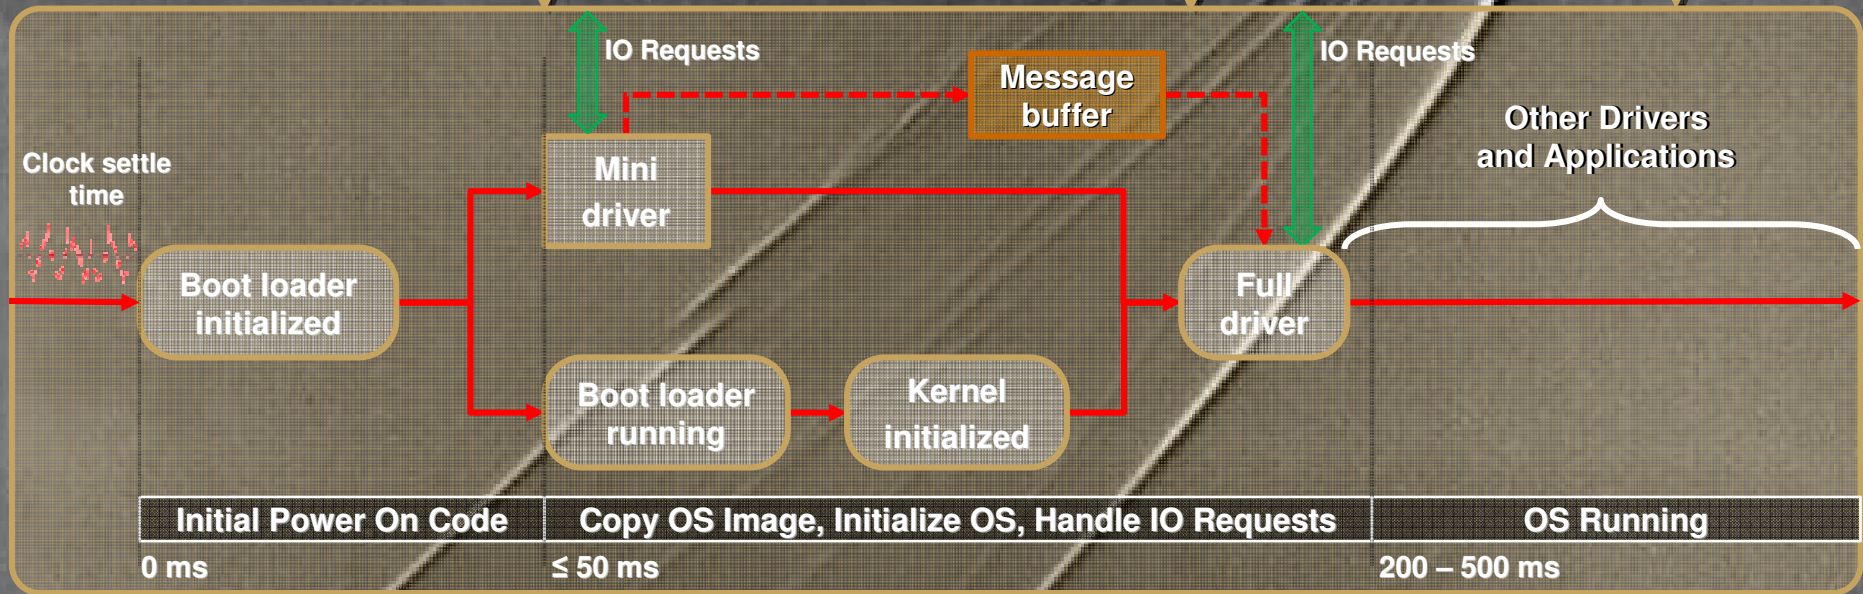 IO Requests
IO Requests
Message
buffer
Other Drivers
and Applications
Clock settle
time
Mini
driver
Boot loader
initialized
Full
driver
Boot loader
running
Kernel
initialized
Initial Power On Code
Copy OS Image, Initialize OS, Handle IO Requests
OS Running
0 ms
≤ 50 ms
200 – 500 ms